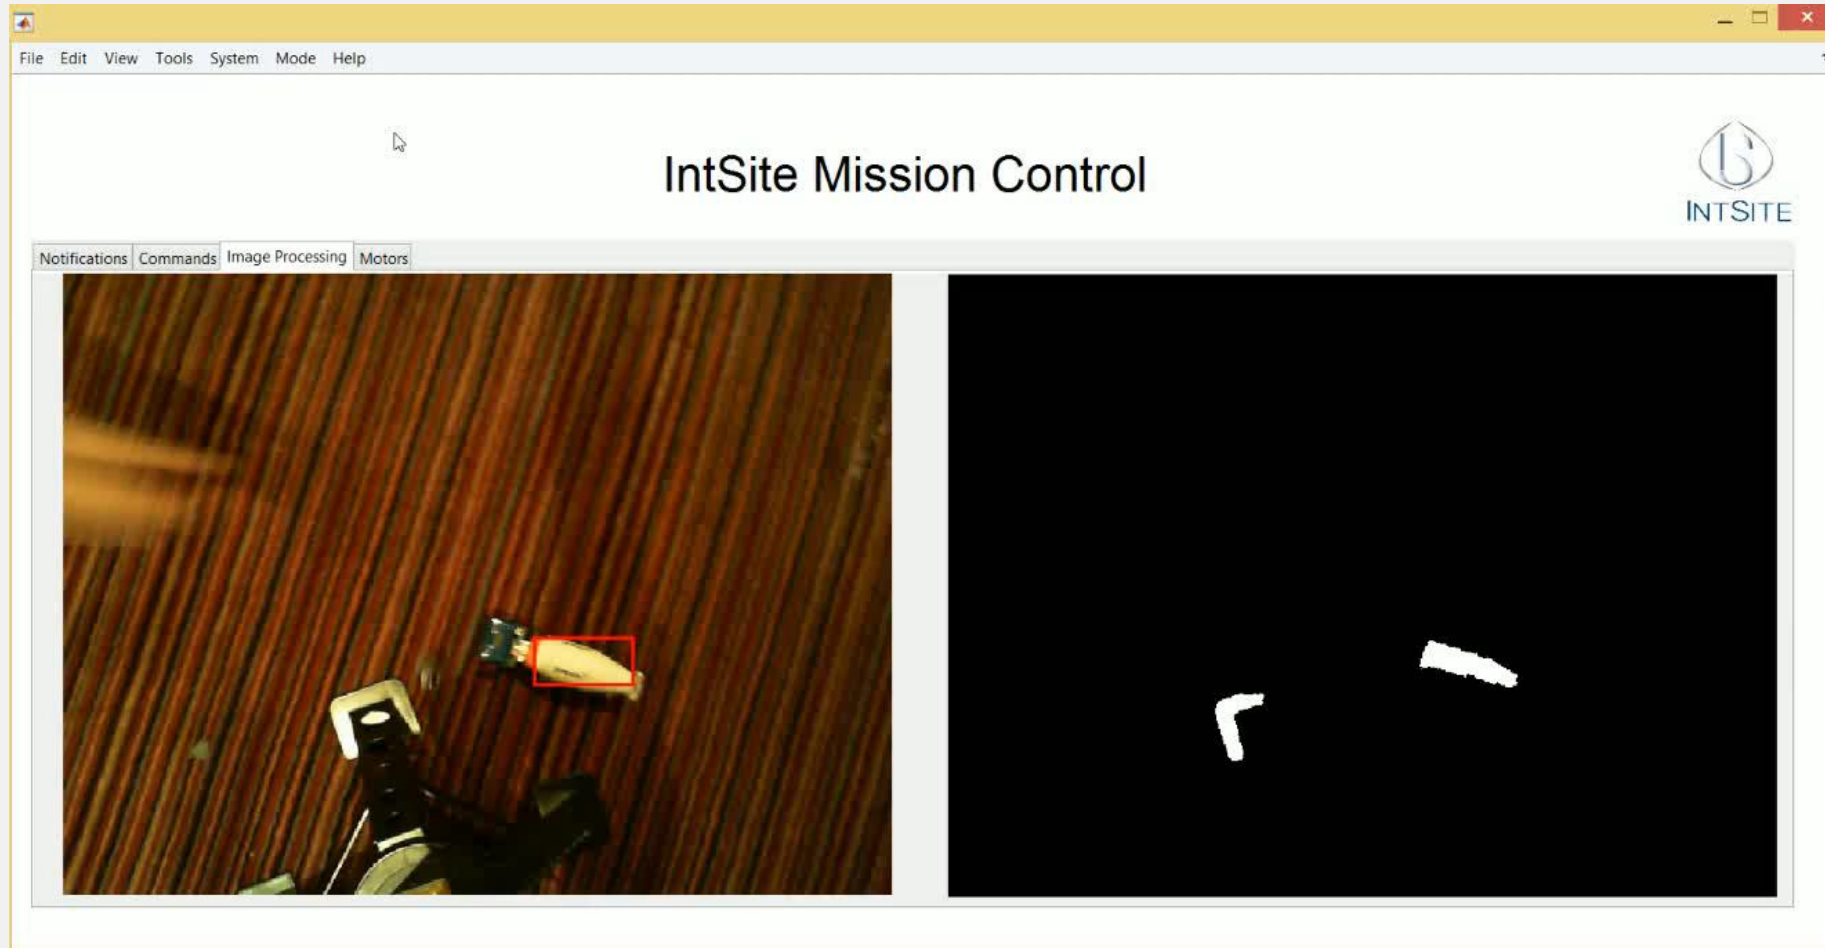 File Edit View Tools System Mode Help
IntSite Mission Control
INTSITE
Notifications Commands Image Processing Motors